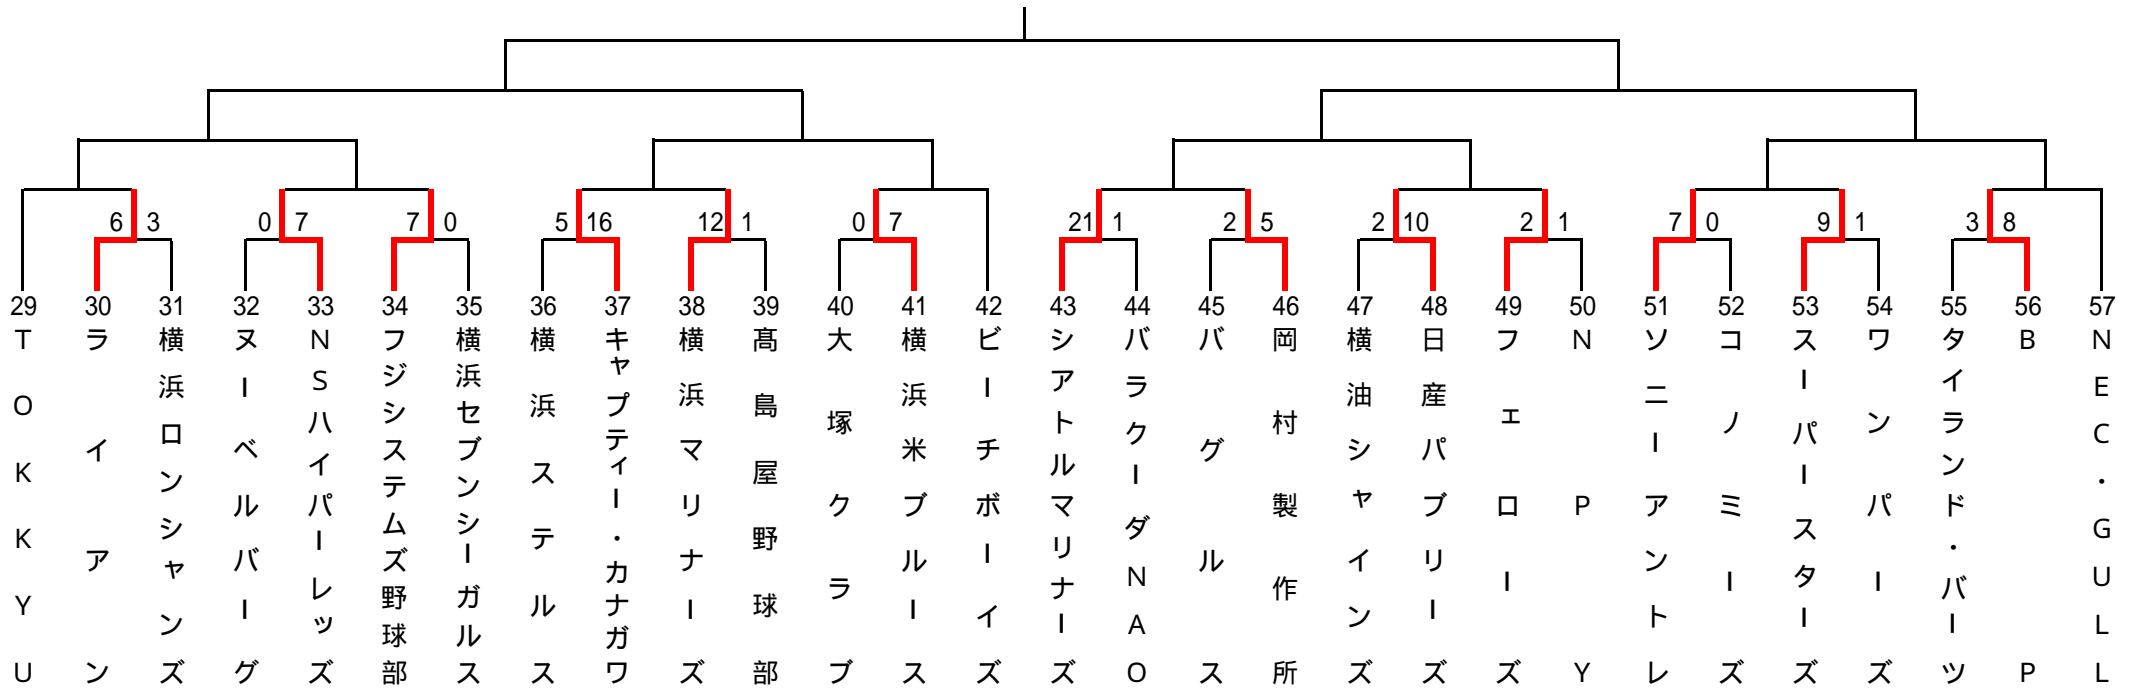 6 3 0 7 7 0 5 16 12 1 0 7 21 1 2 5 2 10 2 1 7 0 9 1 3 8
29 30 31 32 33 34 35 36 37 38 39 40 41 42 43 44 45 46 47 48 49 50 51 52 53 54 55 56 57
TOKKYU
ライアン
横浜ロンシャンズ
ヌーベルバーグ
NSハイパーレッズ
フジシステムズ野球部
横浜セブンシーガルス
横浜ステルス
キャプティー・カナガワ
横浜マリナーズ
髙島屋野球部
大塚クラブ
横浜米ブルース
ビーチボーイズ
シアトルマリナーズ
バラクーダNAO
バグルス
岡村製作所
横油シャインズ
日産パブリーズ
フェローズ
NPY
ソニーアントレ
コノミーズ
スーパースターズ
ワンパーズ
タイランド・バーツ
BP
NEC・GULL